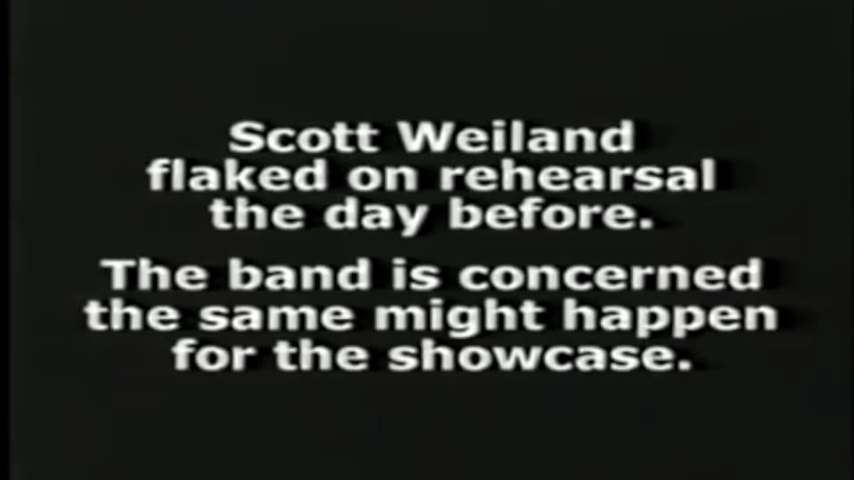 Scott Weiland
flaked on rehearsal
the day before.
The band is concerned
the same might happen
for the showcase.